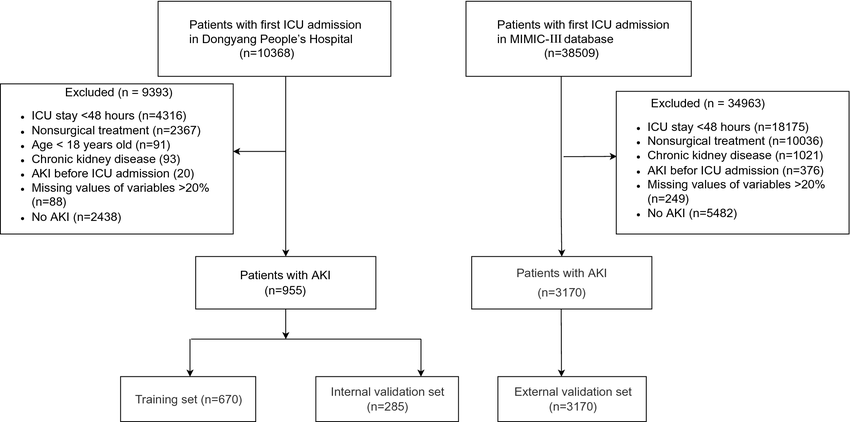 Patients with first ICU admission
in Dongyang People's Hospital
(n=10368)
Patients with first ICU admission
in MIMIC-III database
(n=38509)
Excluded (n = 9393)
• ICU stay <48 hours (n=4316)
• Nonsurgical treatment (n=2367)
• Age < 18 years old (n=91)
• Chronic kidney disease (93)
• AKI before ICU admission (20)
• Missing values of variables >20%
(n=88)
• No AKI (n=2438)
Excluded (n = 34963)
• ICU stay <48 hours (n=18175)
• Nonsurgical treatment (n=10036)
• Chronic kidney disease (n=1021)
• AKI befor ICU admission (n=376)
• Missing values of variables >20%
(n=249)
• No AKI (n=5482)
Patients with AKI
(n=955)
Patients with AKI
(n=3170)
Training set (n=670)
Internal validation set
(n=285)
External validation set
(n=3170)